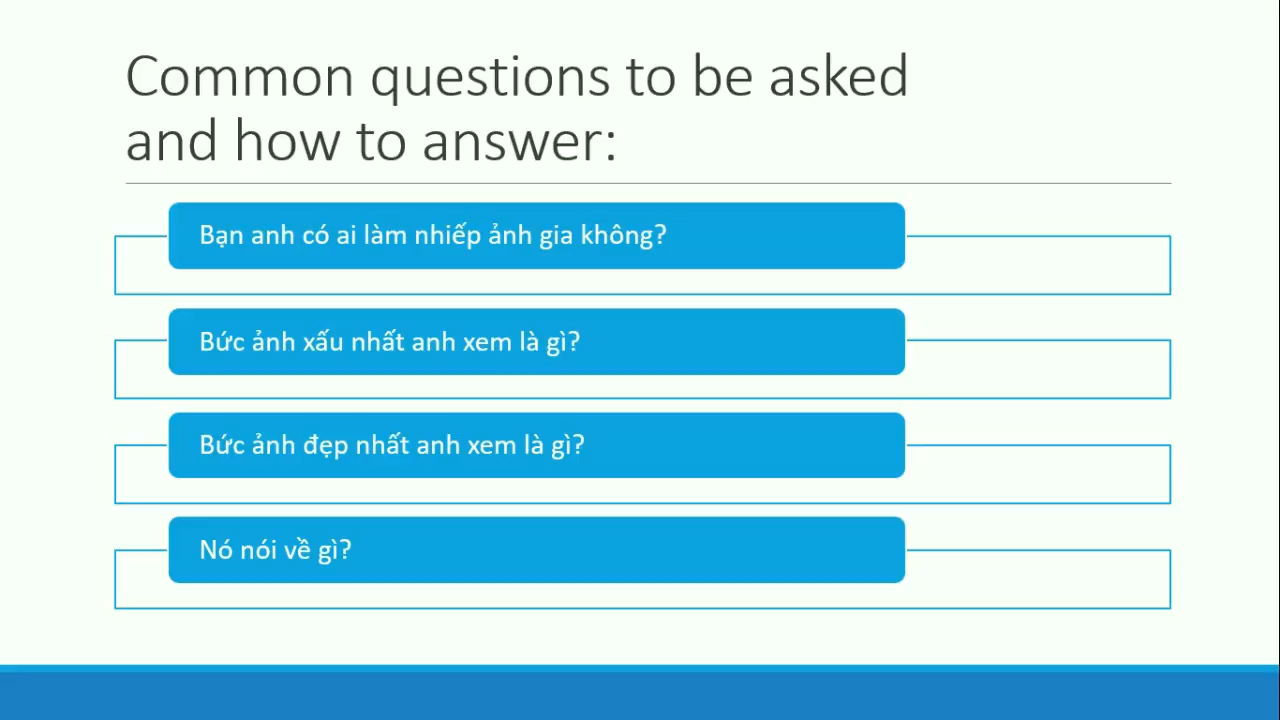 Common questions to be asked
and how to answer:
Bạn anh có ai làm nhiếp ảnh gia không?
Bức ảnh xấu nhất anh xem là gì?
Bức ảnh đẹp nhất anh xem là gì?
Nó nói về gì?